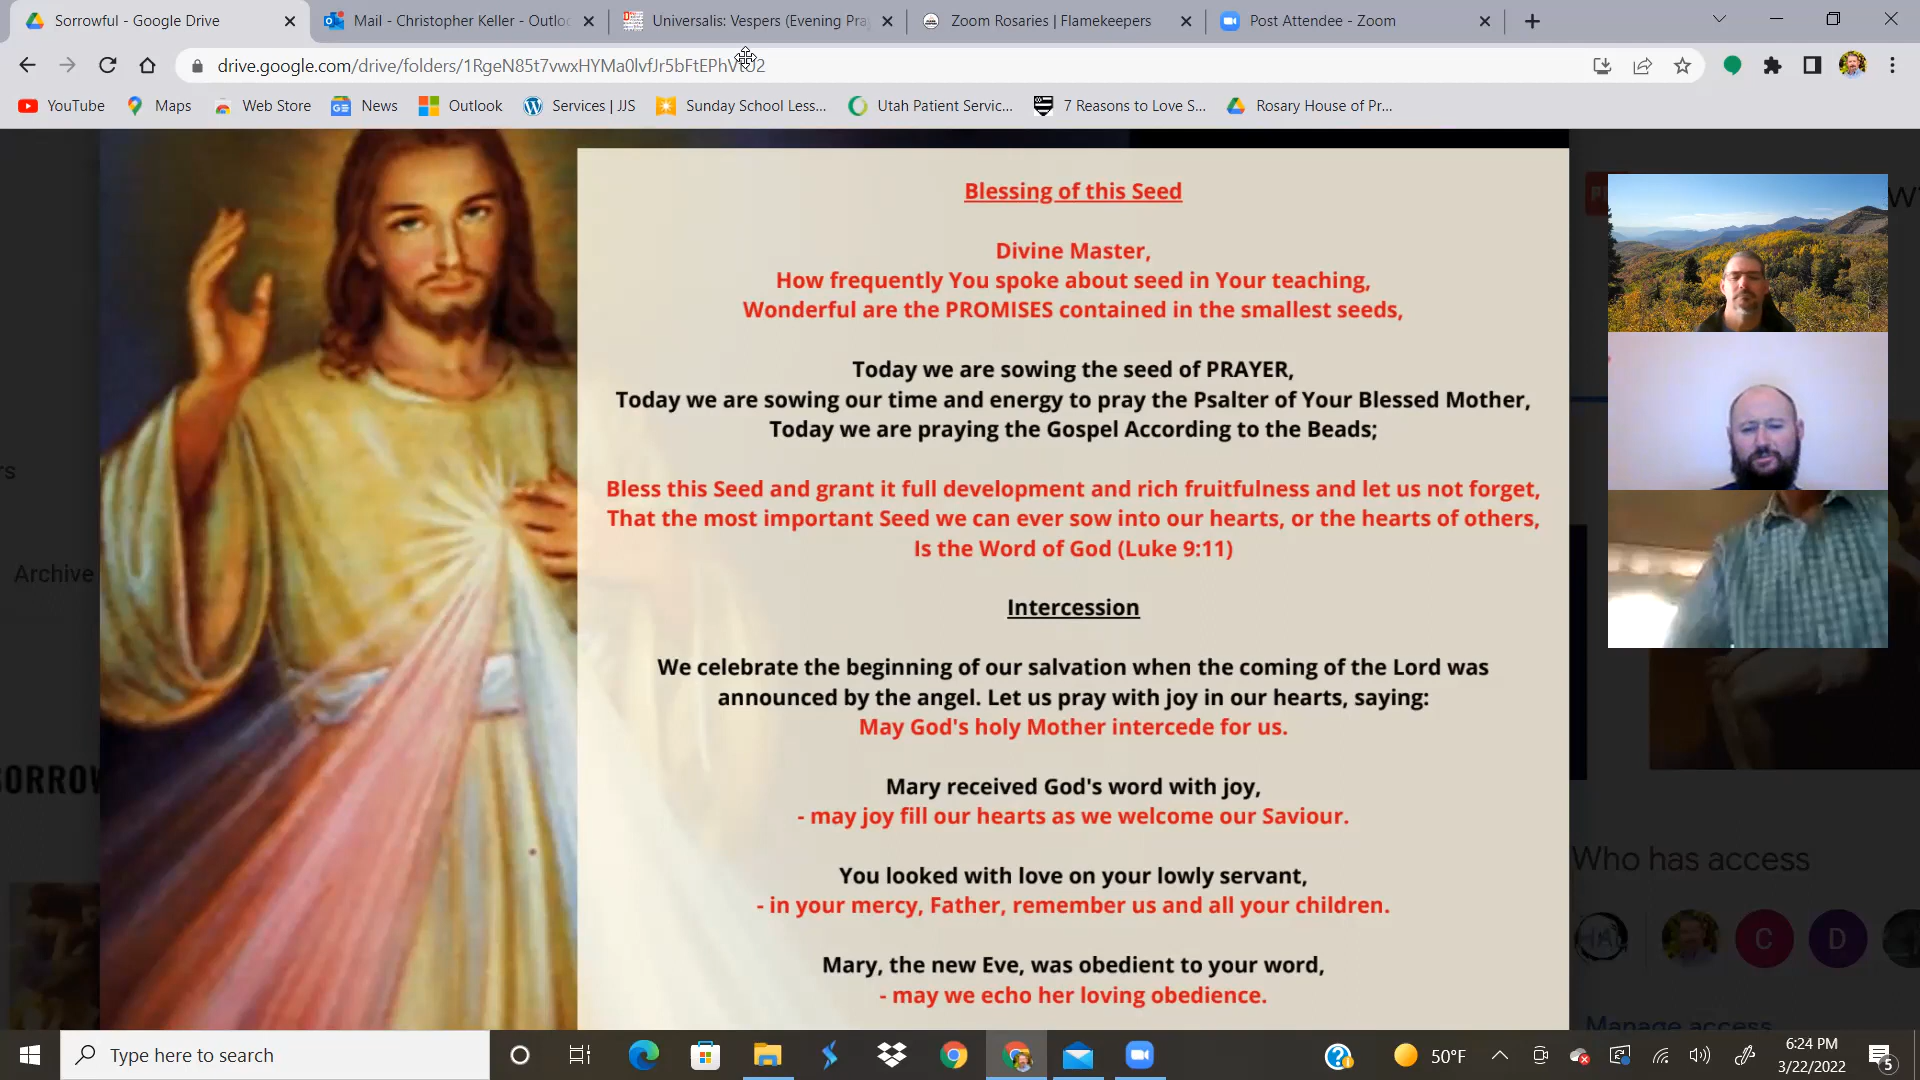 Sorrowful - Google Drive
Mail - Christopher Keller - Outloo
Universalis: Vespers (Evening Pra
Zoom Rosaries | Flamekeepers
Post Attendee - Zoom
YouTube
Maps
Web Store
News
Outlook
Services | JJS
Sunday School Less...
Utah Patient Servic...
7 Reasons to Love S...
Rosary House of Pr...
Blessing of this Seed
Divine Master,
How frequently You spoke about seed in Your teaching,
Wonderful are the PROMISES contained in the smallest seeds,
Today we are sowing the seed of PRAYER,
Today we are sowing our time and energy to pray the Psalter of Your Blessed Mother,
Today we are praying the Gospel According to the Beads;
Bless this Seed and grant it full development and rich fruitfulness and let us not forget,
That the most important Seed we can ever sow into our hearts, or the hearts of others,
Is the Word of God (Luke 9:11)
Intercession
We celebrate the beginning of our salvation when the coming of the Lord was
announced by the angel. Let us pray with joy in our hearts, saying:
May God's holy Mother intercede for us.
Mary received God's word with joy,
- may joy fill our hearts as we welcome our Saviour.
You looked with love on your lowly servant,
- in your mercy, Father, remember us and all your children.
Mary, the new Eve, was obedient to your word,
- may we echo her loving obedience.
Archive
Who has access
C
D
Manage access
Type here to search
50°F
6:24 PM
3/22/2022
5